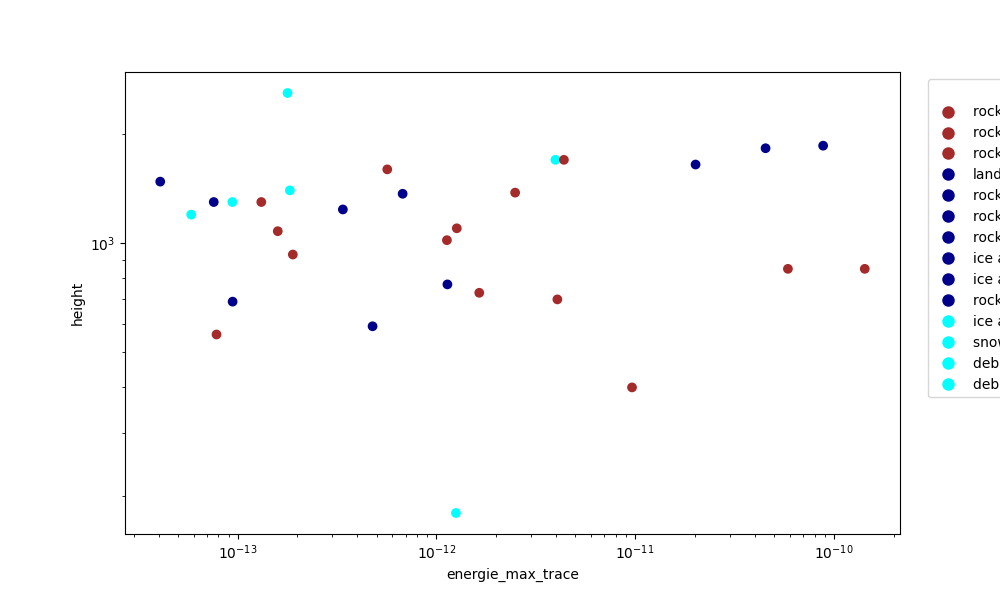 height
10^3
10^-13
10^-12
10^-11
10^-10
energie_max_trace
rock
rock
rock
land
rock
rock
rock
ice a
ice a
rock
ice a
snow
deb
deb